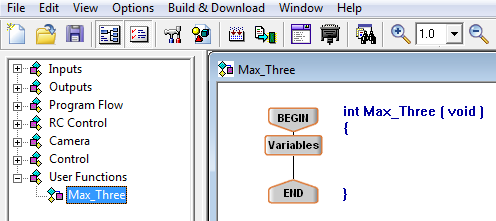 File Edit View Options Build & Download Window Help
1.0
Inputs
Outputs
Program Flow
RC Control
Camera
Control
User Functions
Max_Three
Max_Three
BEGIN
Variables
END
int Max_Three ( void )
{
}